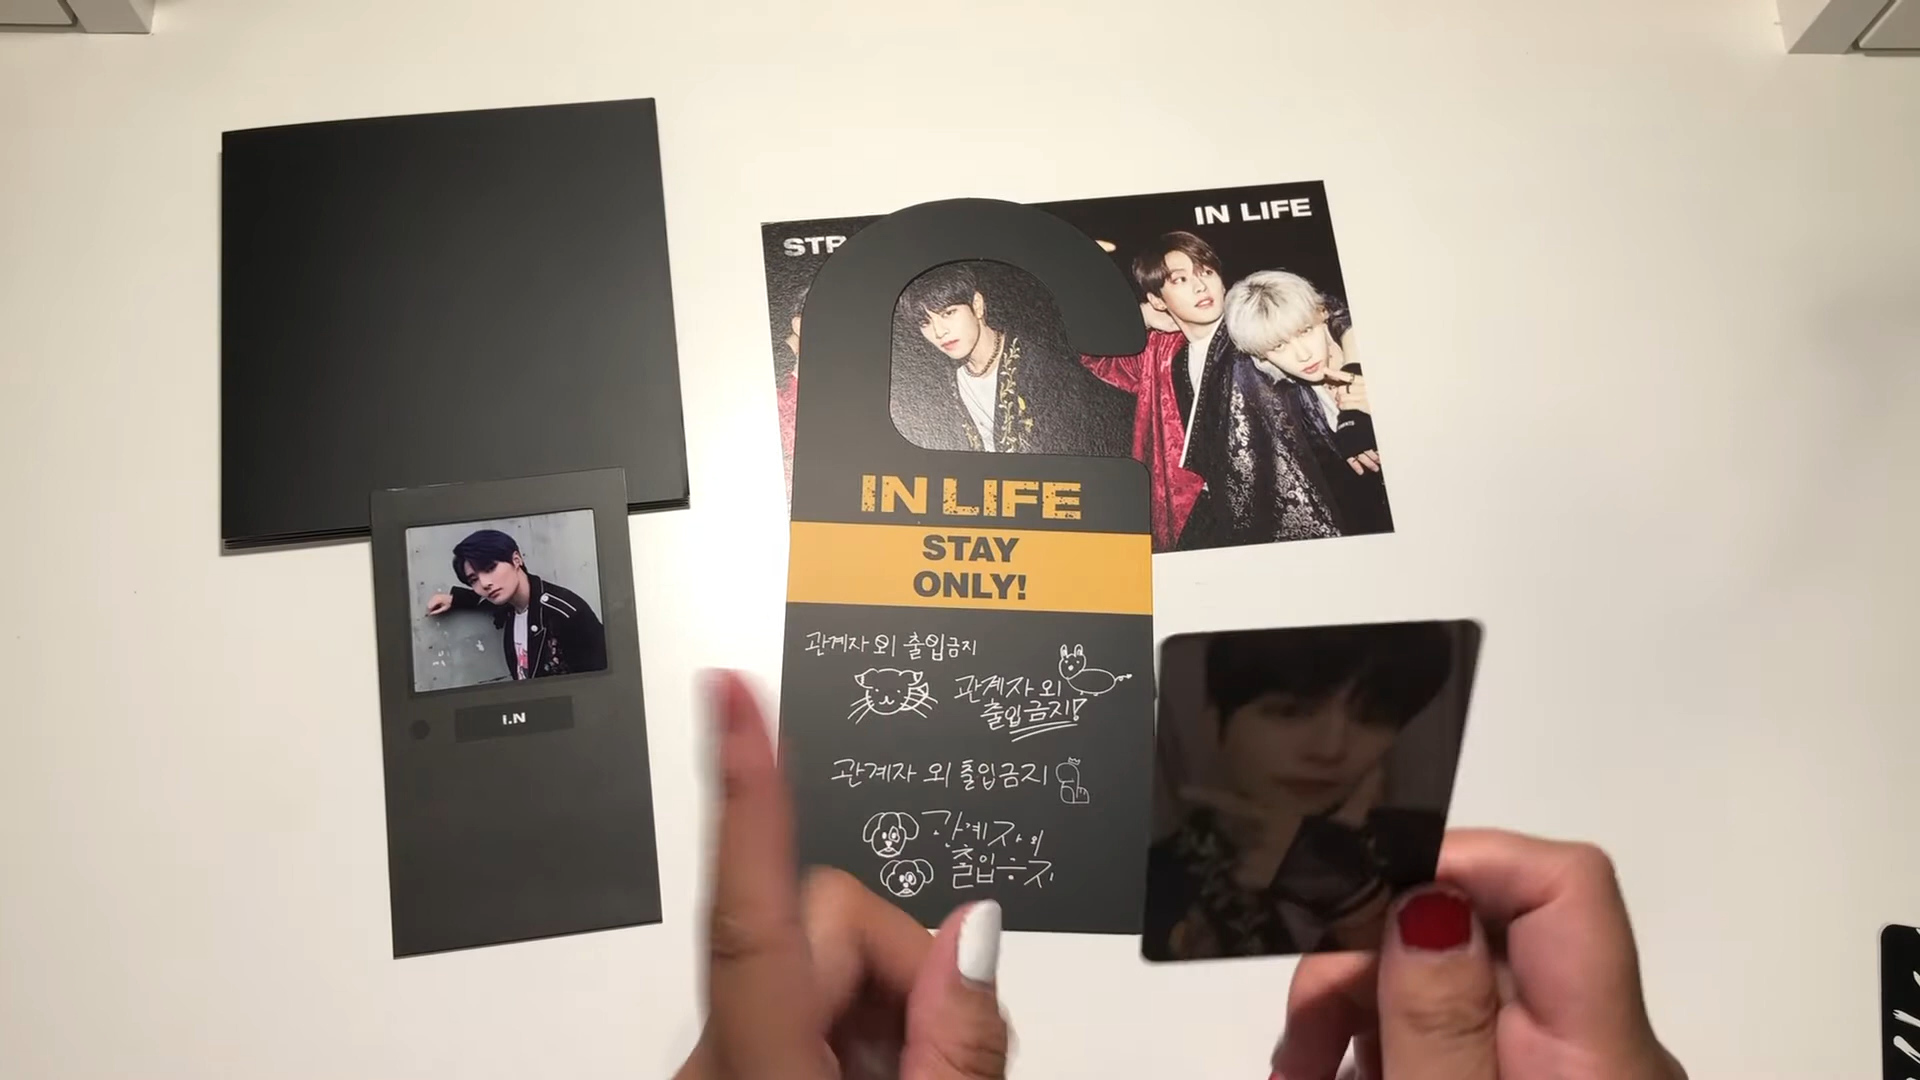 STR
IN LIFE
IN LIFE
STAY
ONLY!
관계자 외 출입금지
관계자 외
출입금지!
관계자 외 출입금지
관계자 외
출입금지
I.N